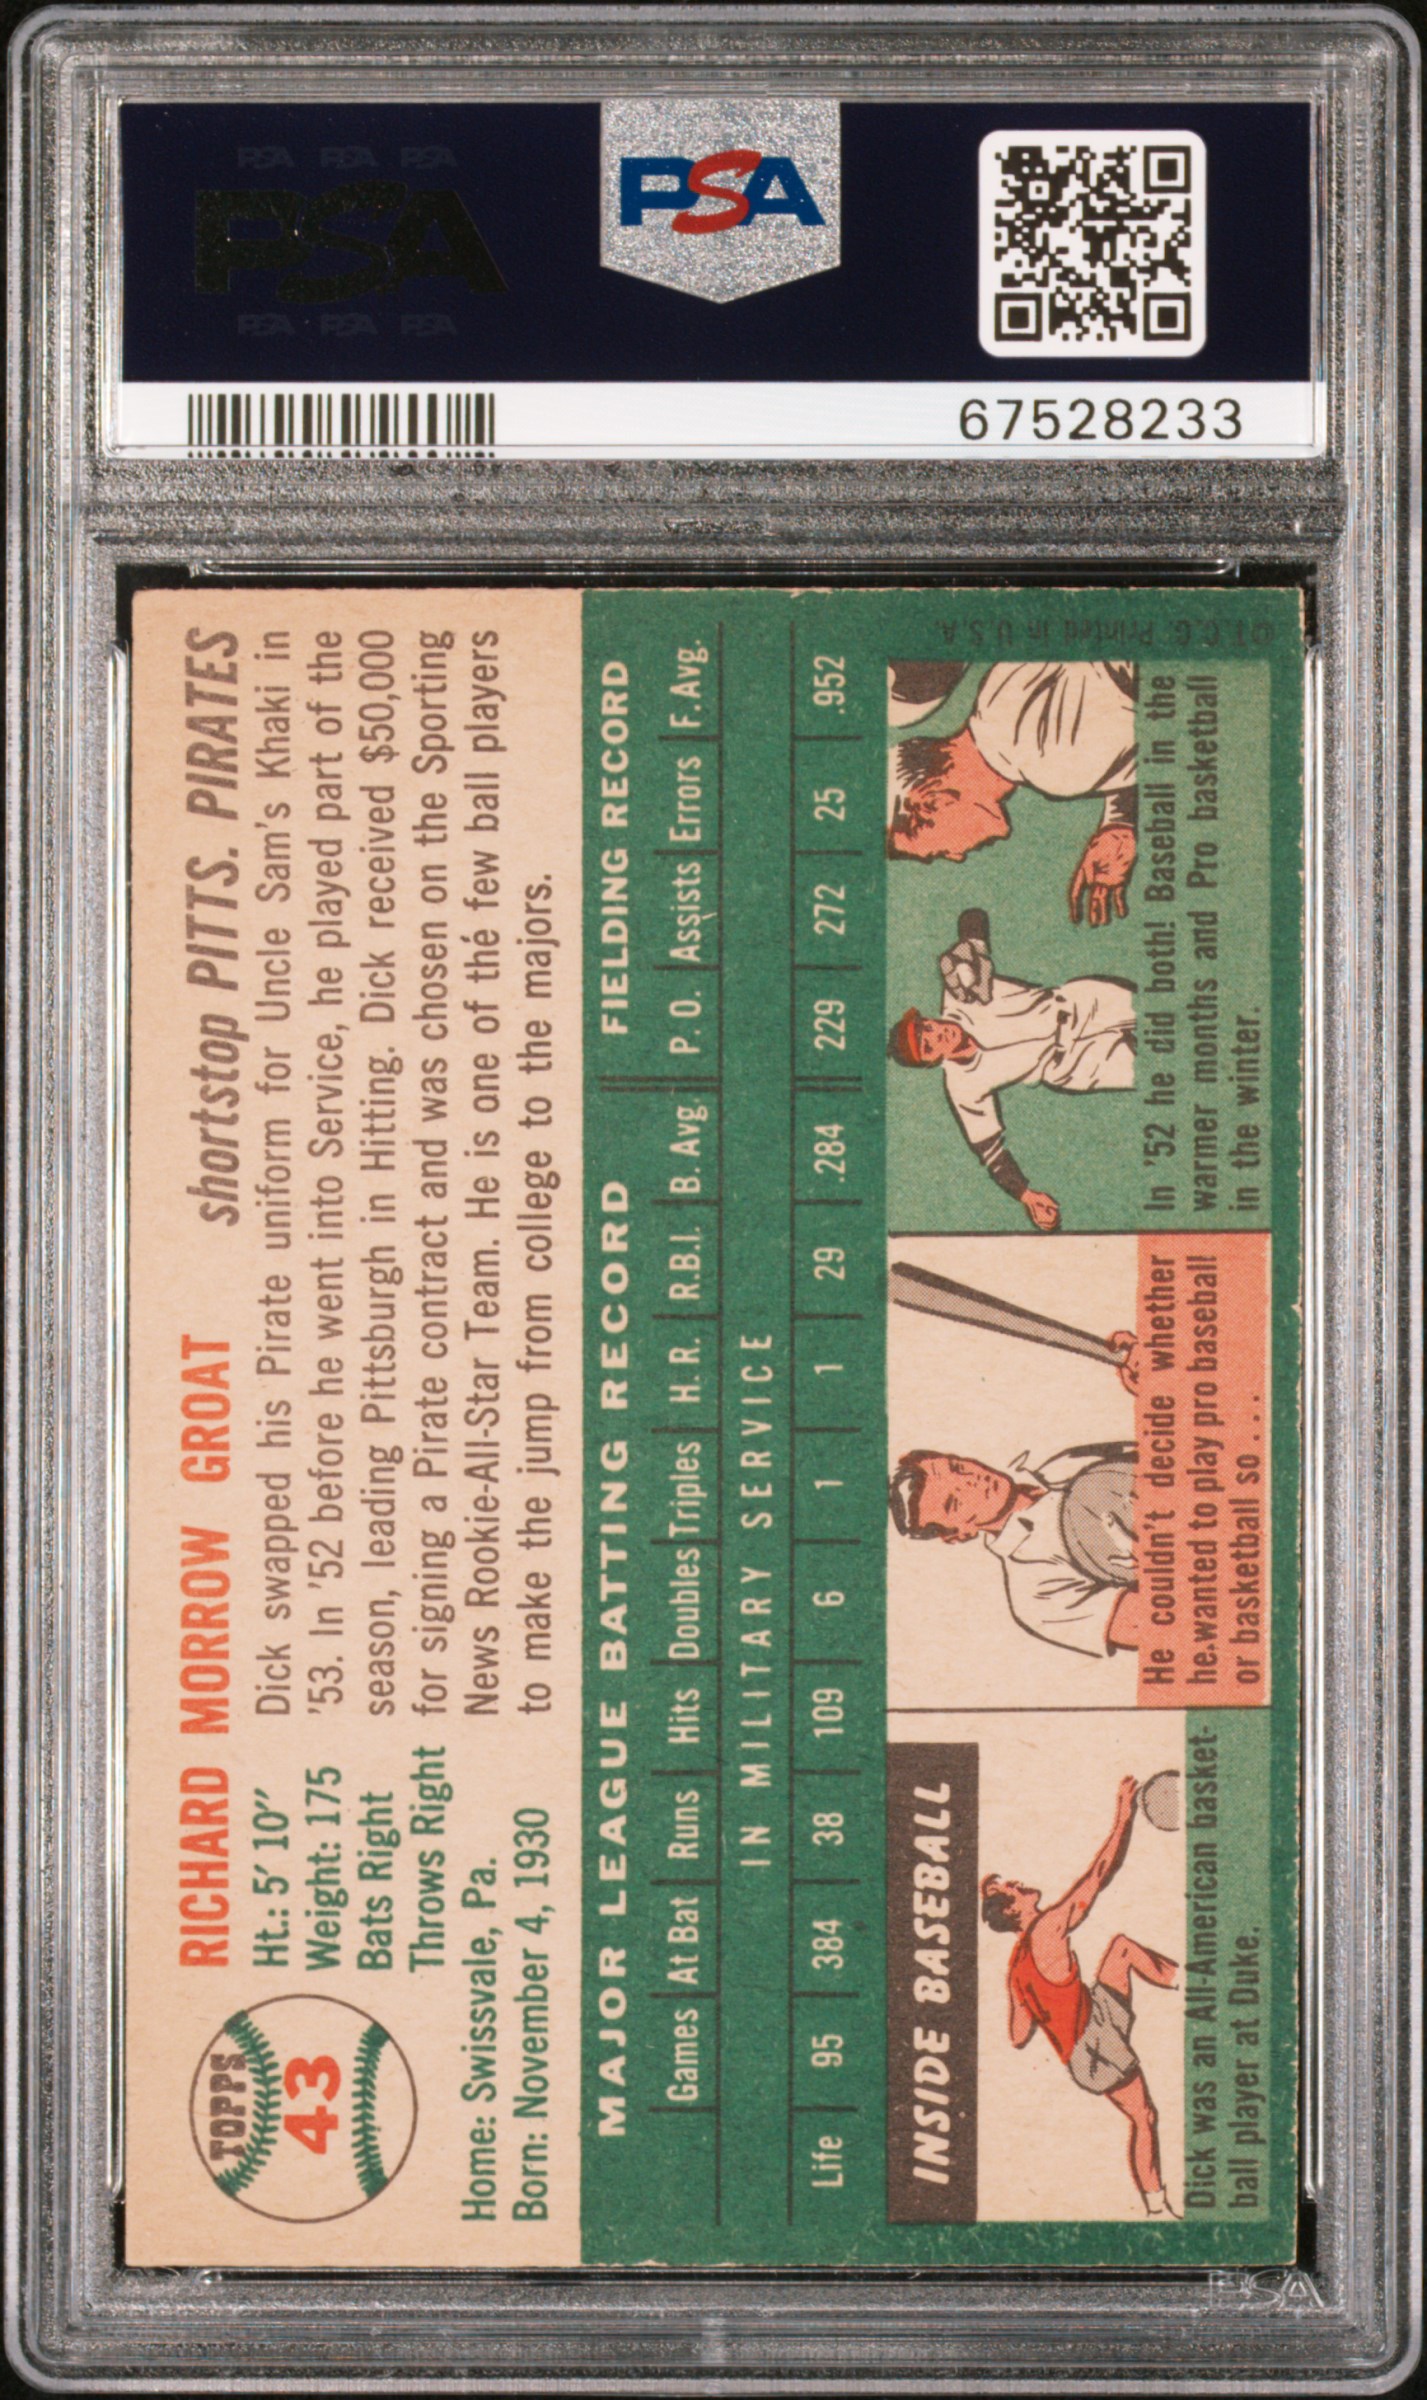 PSA PSA PSA
PSA
PSA PSA PSA
PSA
67528233
TOPPS
43
RICHARD MORROW GROAT
shortstop PITTS. PIRATES
Ht.: 5' 10"
Weight: 175
Bats Right
Throws Right
Home: Swissvale, Pa.
Born: November 4, 1930
Dick swapped his Pirate uniform for Uncle Sam's Khaki in
'53. In '52 before he went into Service, he played part of the
season, leading Pittsburgh in Hitting. Dick received $50,000
for signing a Pirate contract and was chosen on the Sporting
News Rookie-All-Star Team. He is one of the few ball players
to make the jump from college to the majors.
MAJOR LEAGUE BATTING RECORD FIELDING RECORD
Games At Bat Runs Hits Doubles Triples H. R. R.B.I. B. Avg. P. O. Assists Errors F. Avg.
IN MILITARY SERVICE
Life 95 384 38 109 6 1 1 29 .284 229 272 25 .952
INSIDE BASEBALL
Dick was an All-American basket-
ball player at Duke.
He couldn't decide whether
he.wanted to play pro baseball
or basketball so . . . .
In '52 he did both! Baseball in the
warmer months and Pro basketball
in the winter.
©T.C.G. Printed in U.S.A.
PSA